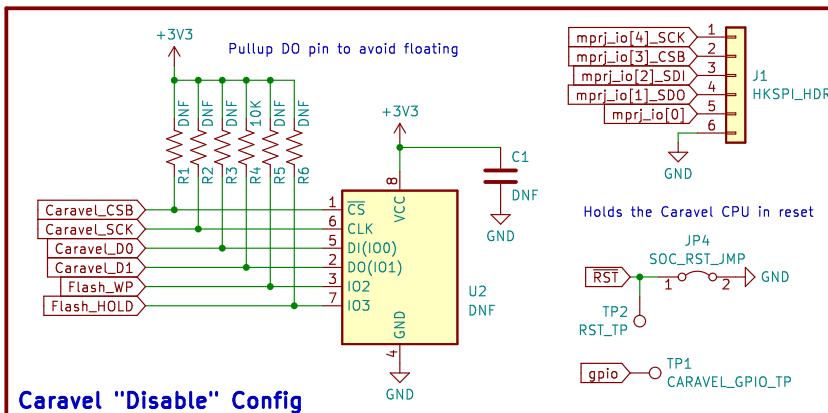 +3V3
Pullup DO pin to avoid floating
DNF
DNF
DNF
10K
DNF
DNF
R1
R2
R3
R4
R5
R6
+3V3
C1
DNF
GND
Caravel_CSB
Caravel_SCK
Caravel_D0
Caravel_D1
Flash_WP
Flash_HOLD
1
6
5
2
3
7
8
4
CS
CLK
DI(IO0)
DO(IO1)
IO2
IO3
VCC
GND
U2
DNF
GND
mprj_io[4]_SCK
mprj_io[3]_CSB
mprj_io[2]_SDI
mprj_io[1]_SDO
mprj_io[0]
1
2
3
4
5
6
J1
HKSPI_HDR
GND
Holds the Caravel CPU in reset
JP4
SOC_RST_JMP
RST
1
2
GND
TP2
RST_TP
gpio
TP1
CARAVEL_GPIO_TP
Caravel "Disable" Config